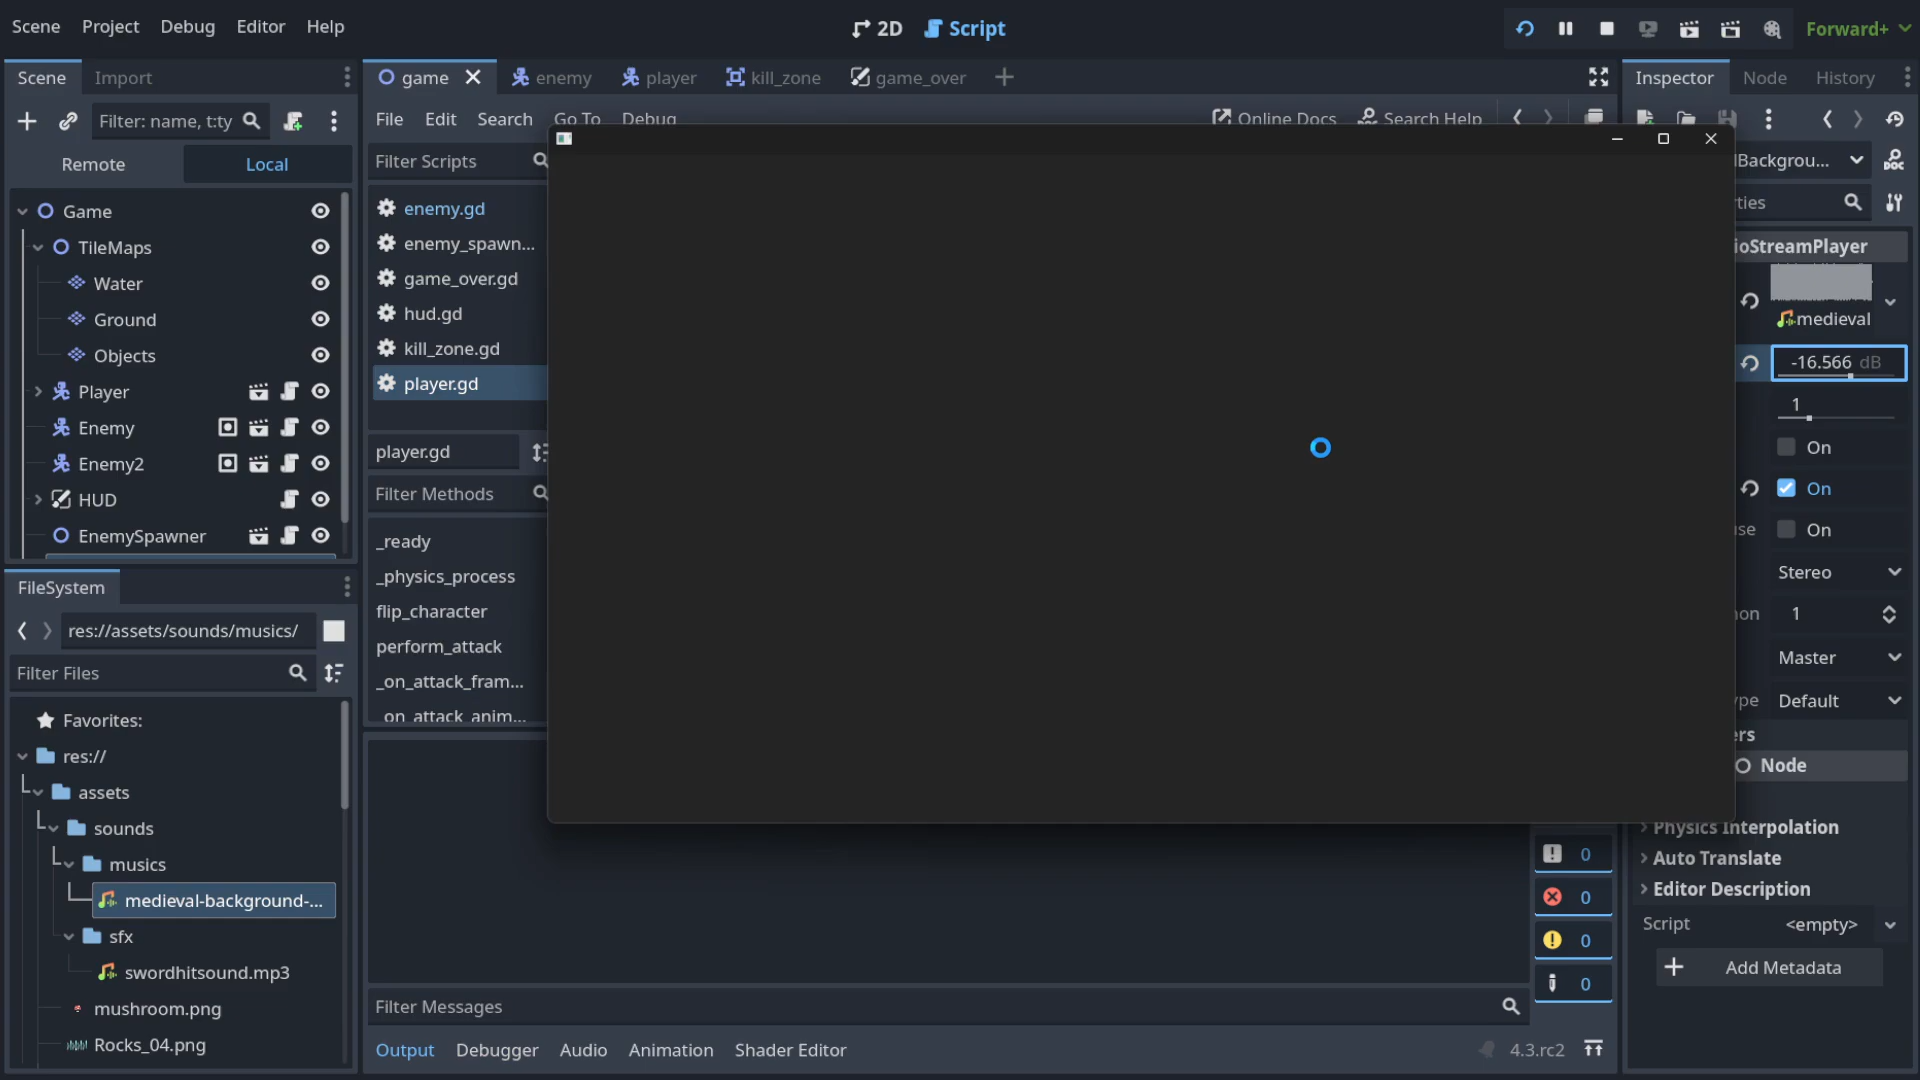 Scene Project Debug Editor Help
2D Script
Forward+
Scene Import
game enemy player kill_zone game_over
Inspector Node History
Filter: name, t:ty
File Edit Search Go To Debug
Online Docs Search Help
Remote Local
Filter Scripts
lBackgrou...
Game
TileMaps
Water
Ground
Objects
Player
Enemy
Enemy2
HUD
EnemySpawner
enemy.gd
enemy_spawn...
game_over.gd
hud.gd
kill_zone.gd
player.gd
player.gd
Filter Methods
_ready
_physics_process
flip_character
perform_attack
_on_attack_fram...
_on_attack_anim...
ties
ioStreamPlayer
medieval
-16.566 dB
1
On
On
se On
Stereo
on 1
Master
pe Default
ers
Node
Physics Interpolation
Auto Translate
Editor Description
Script <empty>
Add Metadata
FileSystem
res://assets/sounds/musics/
Filter Files
Favorites:
res://
assets
sounds
musics
medieval-background-...
sfx
swordhitsound.mp3
mushroom.png
Rocks_04.png
0
0
0
0
Filter Messages
Output Debugger Audio Animation Shader Editor
4.3.rc2